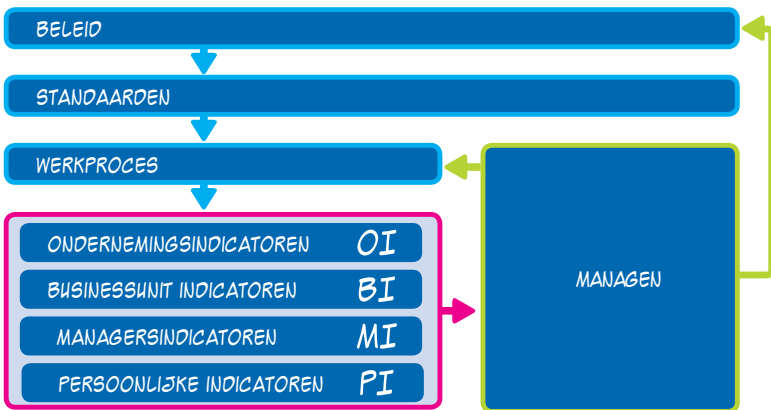 BELEID
STANDAARDEN
WERKPROCES
ONDERNEMINGSINDICATOREN OI
BUSINESSUNIT INDICATOREN BI
MANAGERSINDICATOREN MI
PERSOONLIJKE INDICATOREN PI
MANAGEN